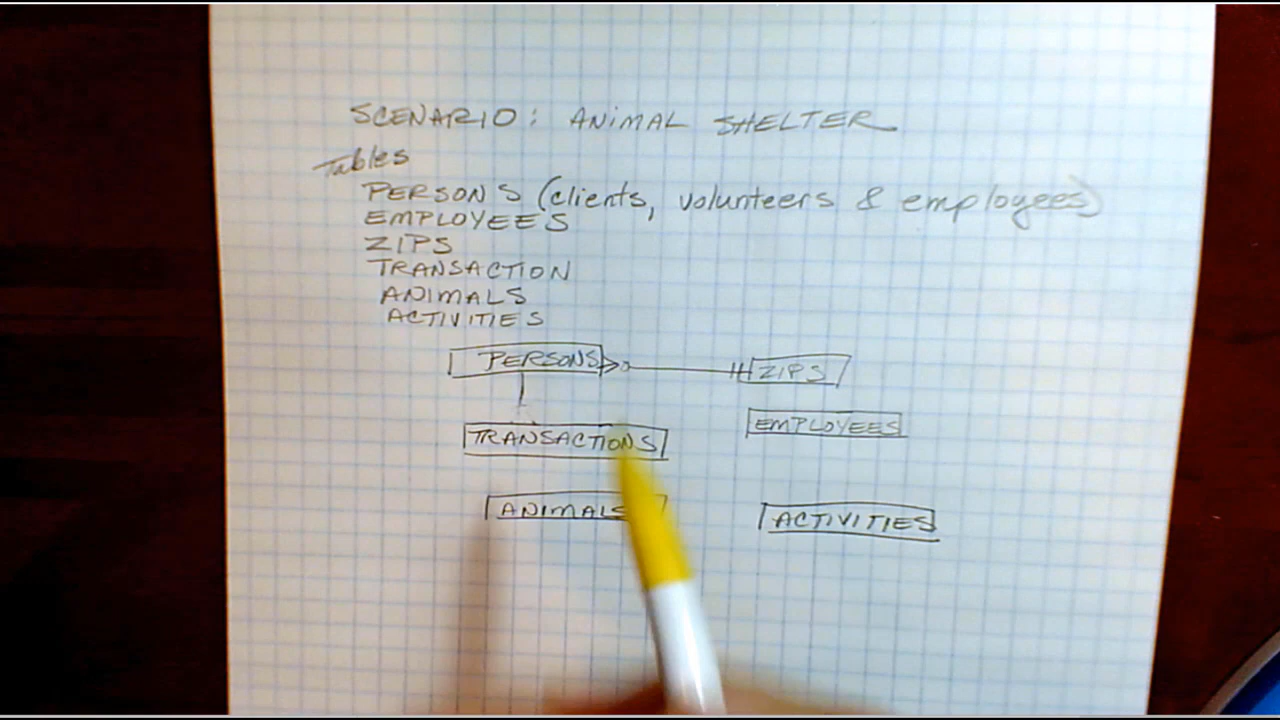 SCENARIO: ANIMAL SHELTER
Tables
PERSONS (clients, volunteers & employees)
EMPLOYEES
ZIPS
TRANSACTION
ANIMALS
ACTIVITIES
PERSONS ZIPS
TRANSACTIONS EMPLOYEES
ANIMALS ACTIVITIES